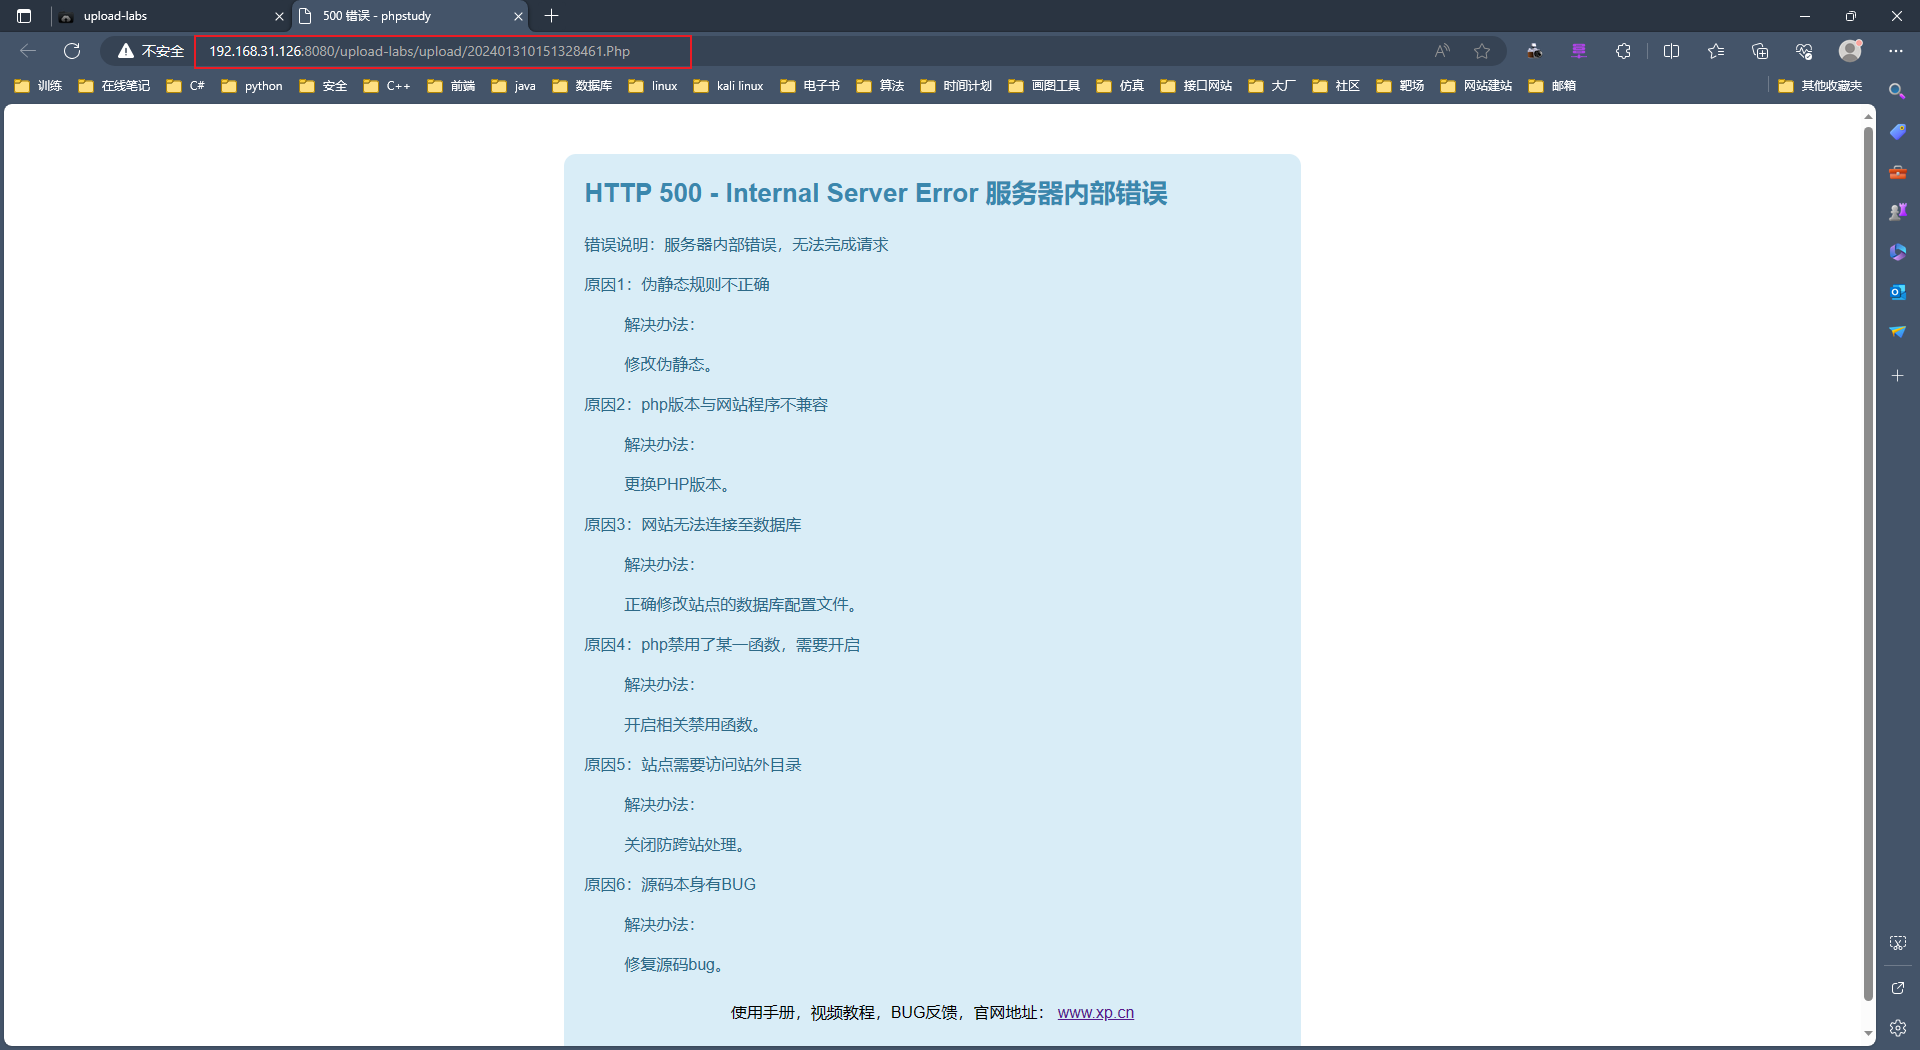 upload-labs
500 错误 - phpstudy
不安全
192.168.31.126:8080/upload-labs/upload/202401310151328461.Php
训练 在线笔记 C# python 安全 C++ 前端 java 数据库 linux kali linux 电子书 算法 时间计划 画图工具 仿真 接口网站 大厂 社区 靶场 网站建站 邮箱 其他收藏夹
HTTP 500 - Internal Server Error 服务器内部错误
错误说明：服务器内部错误，无法完成请求
原因1：伪静态规则不正确
解决办法：
修改伪静态。
原因2：php版本与网站程序不兼容
解决办法：
更换PHP版本。
原因3：网站无法连接至数据库
解决办法：
正确修改站点的数据库配置文件。
原因4：php禁用了某一函数，需要开启
解决办法：
开启相关禁用函数。
原因5：站点需要访问站外目录
解决办法：
关闭防跨站处理。
原因6：源码本身有BUG
解决办法：
修复源码bug。
使用手册，视频教程，BUG反馈，官网地址： www.xp.cn